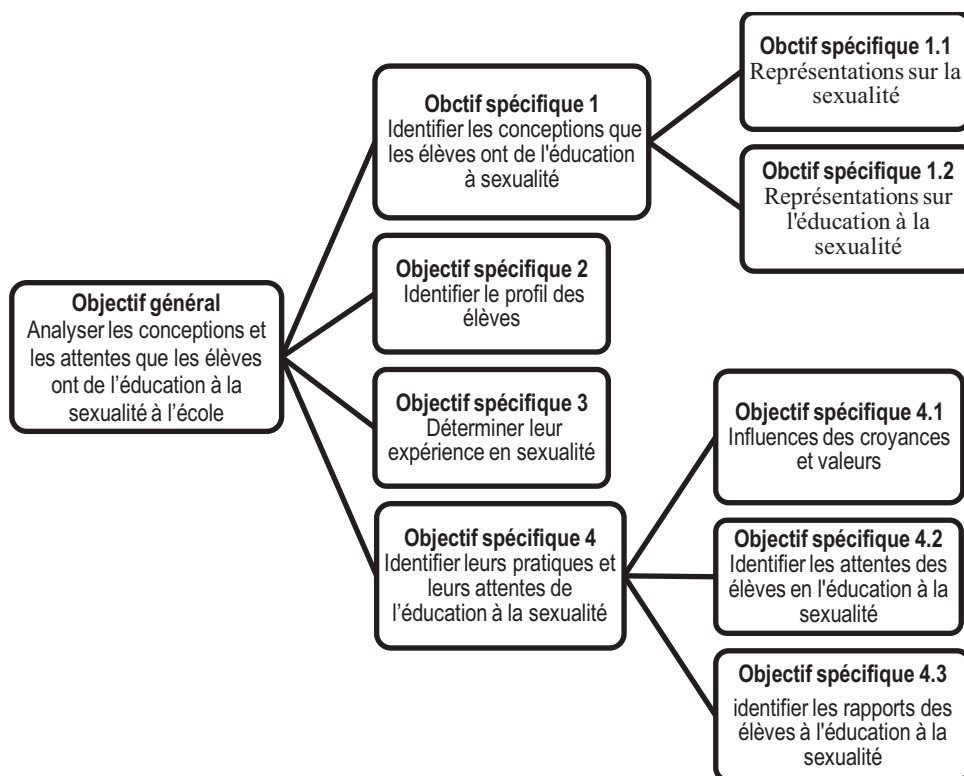 Objectif général
Analyser les conceptions et
les attentes que les élèves
ont de l’éducation à la
sexualité à l’école
Obctif spécifique 1
Identifier les conceptions que
les élèves ont de l'éducation
à sexualité
Obctif spécifique 1.1
Représentations sur la
sexualité
Obctif spécifique 1.2
Représentations sur
l'éducation à la
sexualité
Objectif spécifique 2
Identifier le profil des
élèves
Objectif spécifique 3
Déterminer leur
expérience en sexualité
Objectif spécifique 4
Identifier leurs pratiques et
leurs attentes de
l’éducation à la sexualité
Objectif spécifique 4.1
Influences des croyances
et valeurs
Objectif spécifique 4.2
Identifier les attentes des
élèves en l'éducation à la
sexualité
Objectif spécifique 4.3
identifier les rapports des
élèves à l'éducation à la
sexualité